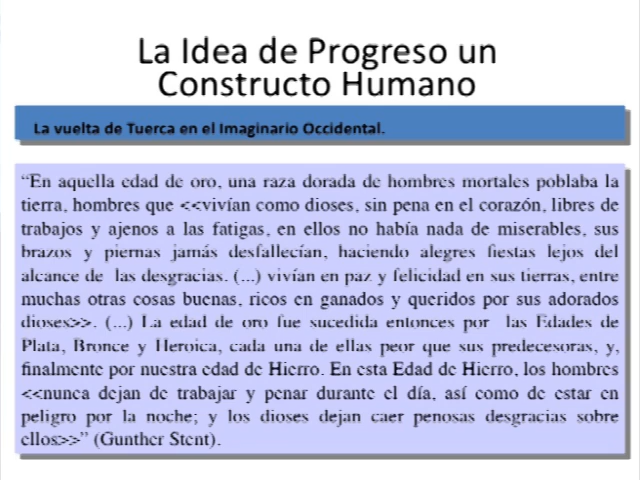 La Idea de Progreso un
Constructo Humano
La vuelta de Tuerca en el Imaginario Occidental.
“En aquella edad de oro, una raza dorada de hombres mortales poblaba la
tierra, hombres que <<vivían como dioses, sin pena en el corazón, libres de
trabajos y ajenos a las fatigas, en ellos no había nada de miserables, sus
brazos y piernas jamás desfallecían, haciendo alegres fiestas lejos del
alcance de las desgracias. (...) vivían en paz y felicidad en sus tierras, entre
muchas otras cosas buenas, ricos en ganados y queridos por sus adorados
dioses>>. (...) La edad de oro fue sucedida entonces por las Edades de
Plata, Bronce y Heroica, cada una de ellas peor que sus predecesoras, y,
finalmente por nuestra edad de Hierro. En esta Edad de Hierro, los hombres
<<nunca dejan de trabajar y penar durante el día, así como de estar en
peligro por la noche; y los dioses dejan caer penosas desgracias sobre
ellos>>” (Gunther Stent).